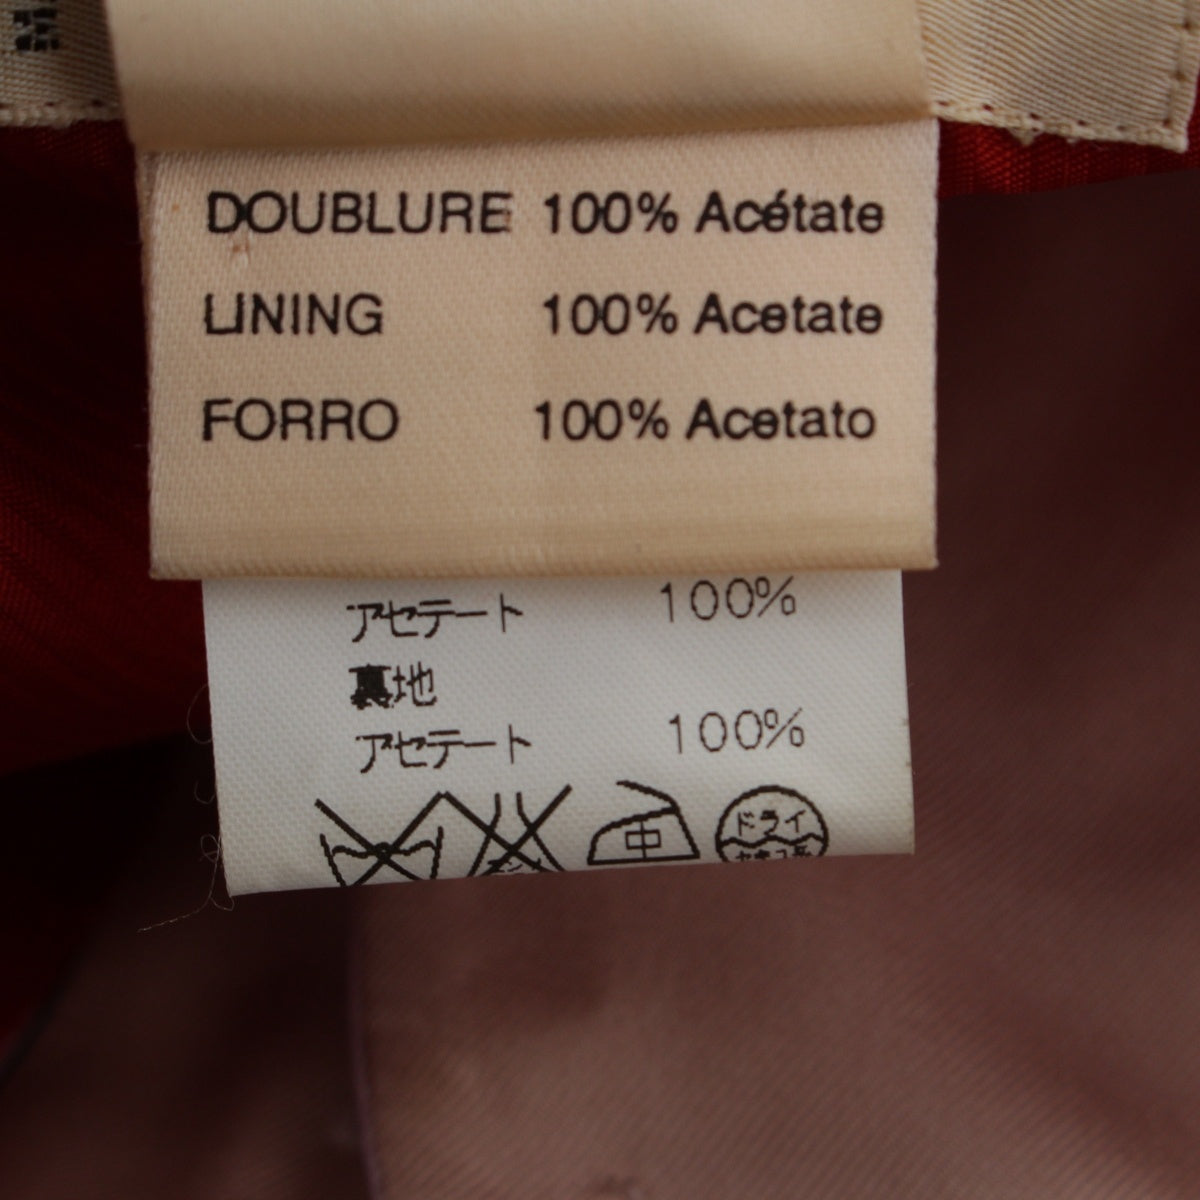 DOUBLURE 100% Acétate
LINING 100% Acetate
FORRO 100% Acetato
アセテート 100%
裏地
アセテート 100%
中 ドライ